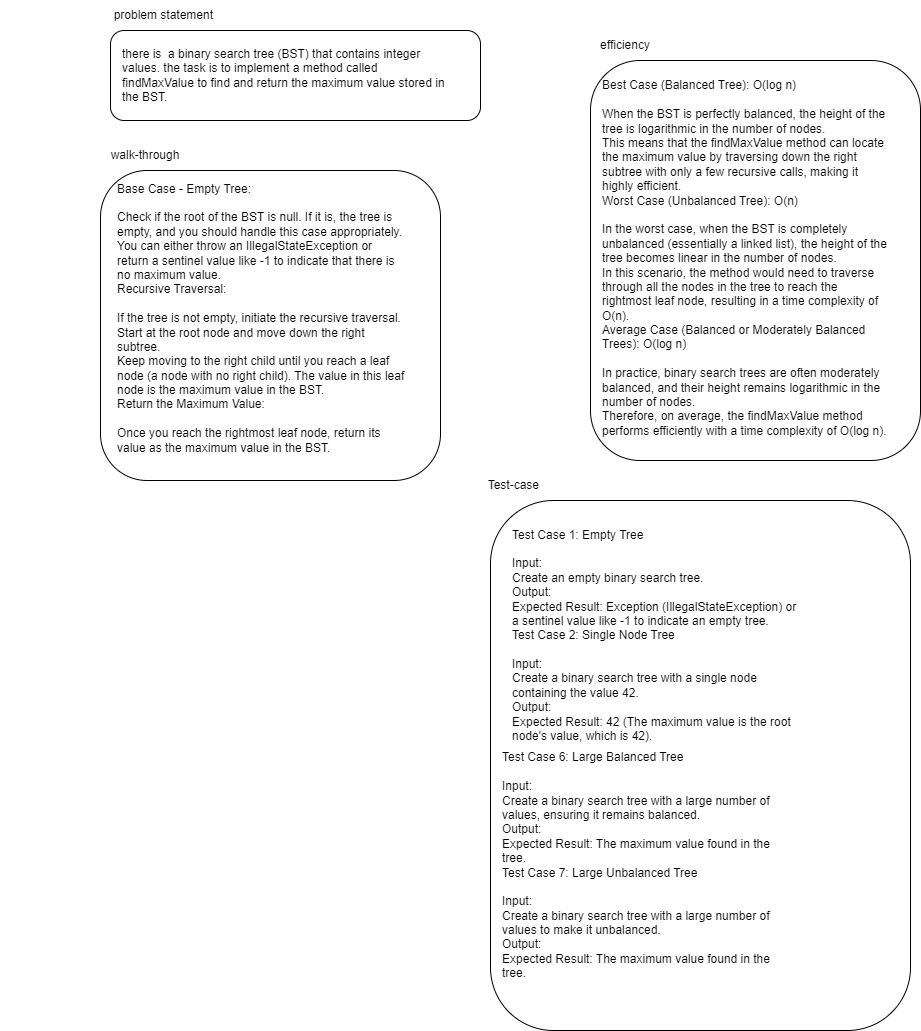 problem statement
there is  a binary search tree (BST) that contains integer
values. the task is to implement a method called
findMaxValue to find and return the maximum value stored in
the BST.
walk-through
Base Case - Empty Tree:
Check if the root of the BST is null. If it is, the tree is
empty, and you should handle this case appropriately.
You can either throw an IllegalStateException or
return a sentinel value like -1 to indicate that there is
no maximum value.
Recursive Traversal:
If the tree is not empty, initiate the recursive traversal.
Start at the root node and move down the right
subtree.
Keep moving to the right child until you reach a leaf
node (a node with no right child). The value in this leaf
node is the maximum value in the BST.
Return the Maximum Value:
Once you reach the rightmost leaf node, return its
value as the maximum value in the BST.
efficiency
Best Case (Balanced Tree): O(log n)
When the BST is perfectly balanced, the height of the
tree is logarithmic in the number of nodes.
This means that the findMaxValue method can locate
the maximum value by traversing down the right
subtree with only a few recursive calls, making it
highly efficient.
Worst Case (Unbalanced Tree): O(n)
In the worst case, when the BST is completely
unbalanced (essentially a linked list), the height of the
tree becomes linear in the number of nodes.
In this scenario, the method would need to traverse
through all the nodes in the tree to reach the
rightmost leaf node, resulting in a time complexity of
O(n).
Average Case (Balanced or Moderately Balanced
Trees): O(log n)
In practice, binary search trees are often moderately
balanced, and their height remains logarithmic in the
number of nodes.
Therefore, on average, the findMaxValue method
performs efficiently with a time complexity of O(log n).
Test-case
Test Case 1: Empty Tree
Input:
Create an empty binary search tree.
Output:
Expected Result: Exception (IllegalStateException) or
a sentinel value like -1 to indicate an empty tree.
Test Case 2: Single Node Tree
Input:
Create a binary search tree with a single node
containing the value 42.
Output:
Expected Result: 42 (The maximum value is the root
node's value, which is 42).
Test Case 6: Large Balanced Tree
Input:
Create a binary search tree with a large number of
values, ensuring it remains balanced.
Output:
Expected Result: The maximum value found in the
tree.
Test Case 7: Large Unbalanced Tree
Input:
Create a binary search tree with a large number of
values to make it unbalanced.
Output:
Expected Result: The maximum value found in the
tree.